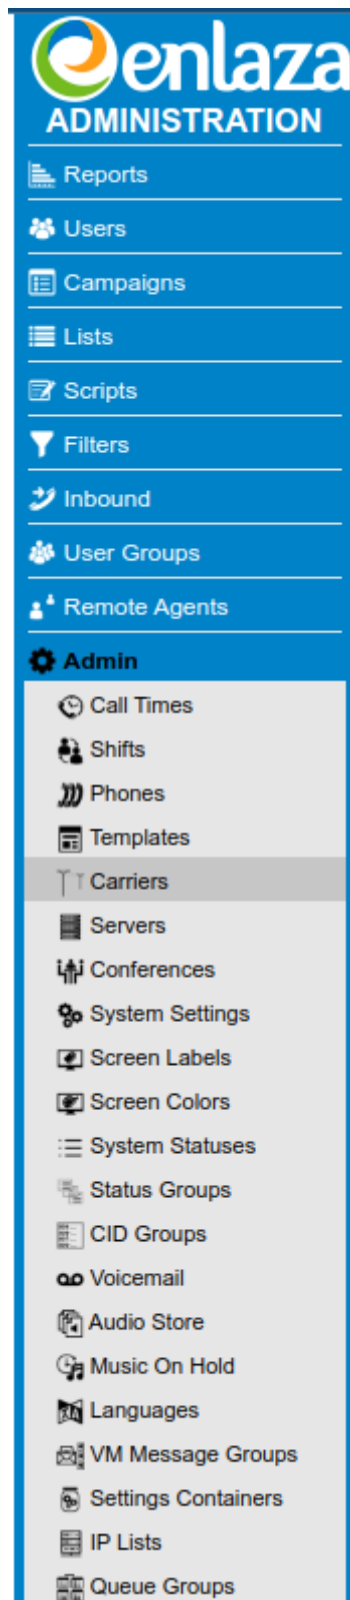 enlaza
ADMINISTRATION
Reports
Users
Campaigns
Lists
Scripts
Filters
Inbound
User Groups
Remote Agents
Admin
Call Times
Shifts
Phones
Templates
Carriers
Servers
Conferences
System Settings
Screen Labels
Screen Colors
System Statuses
Status Groups
CID Groups
Voicemail
Audio Store
Music On Hold
Languages
VM Message Groups
Settings Containers
IP Lists
Queue Groups